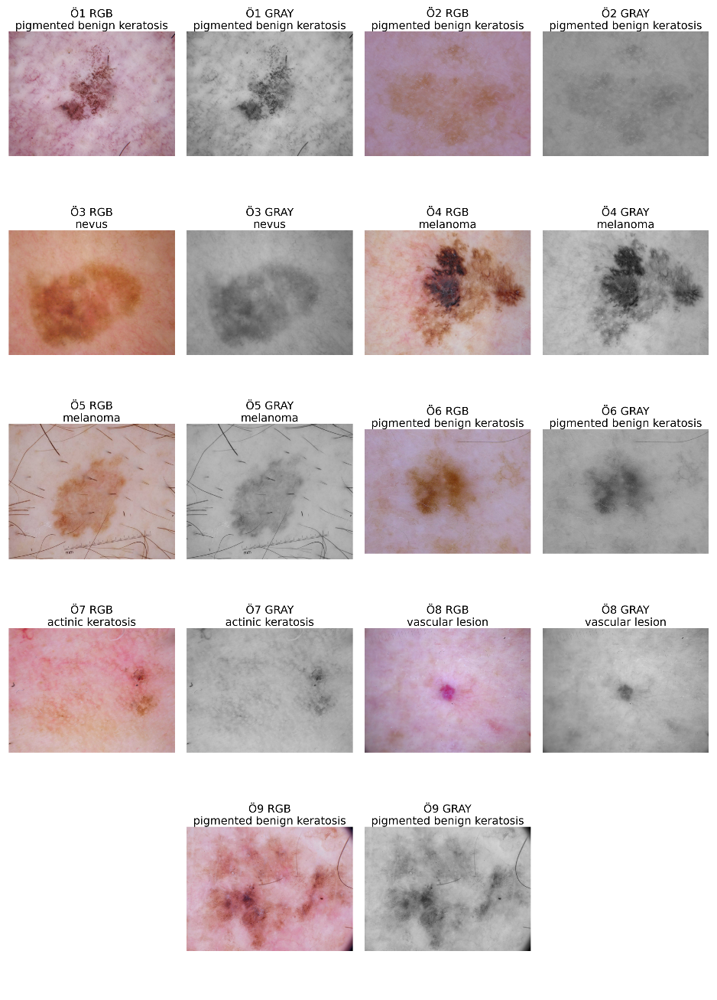 Ö1 RGB
pigmented benign keratosis
Ö1 GRAY
pigmented benign keratosis
Ö2 RGB
pigmented benign keratosis
Ö2 GRAY
pigmented benign keratosis
Ö3 RGB
nevus
Ö3 GRAY
nevus
Ö4 RGB
melanoma
Ö4 GRAY
melanoma
Ö5 RGB
melanoma
Ö5 GRAY
melanoma
Ö6 RGB
pigmented benign keratosis
Ö6 GRAY
pigmented benign keratosis
mm
mm
Ö7 RGB
actinic keratosis
Ö7 GRAY
actinic keratosis
Ö8 RGB
vascular lesion
Ö8 GRAY
vascular lesion
Ö9 RGB
pigmented benign keratosis
Ö9 GRAY
pigmented benign keratosis